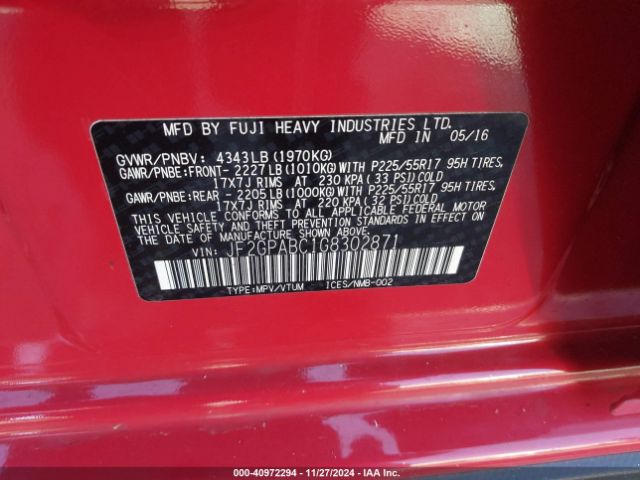 MFD BY FUJI HEAVY INDUSTRIES LTD.
MFD IN 05/16
GVWR/PNBV: 4343LB (1970KG)
GAWR/PNBE:FRONT- 2227LB (1010KG) WITH P225/55R17 95H TIRES,
17X7J RIMS AT 230 KPA (33 PSI) COLD
GAWR/PNBE:REAR - 2205LB (1000KG) WITH P225/55R17 95H TIRES,
17X7J RIMS AT 220 KPA (32 PSI) COLD
THIS VEHICLE CONFORMS TO ALL APPLICABLE FEDERAL MOTOR
VEHICLE SAFETY AND THEFT PREVENTION STANDARDS IN EFFECT
ON THE DATE OF MANUFACTURE SHOWN ABOVE.
VIN: JF2GPABC1G8302871
TYPE:MPV/VTUM ICES/NMB-002
000-40972294 - 11/27/2024 - IAA Inc.